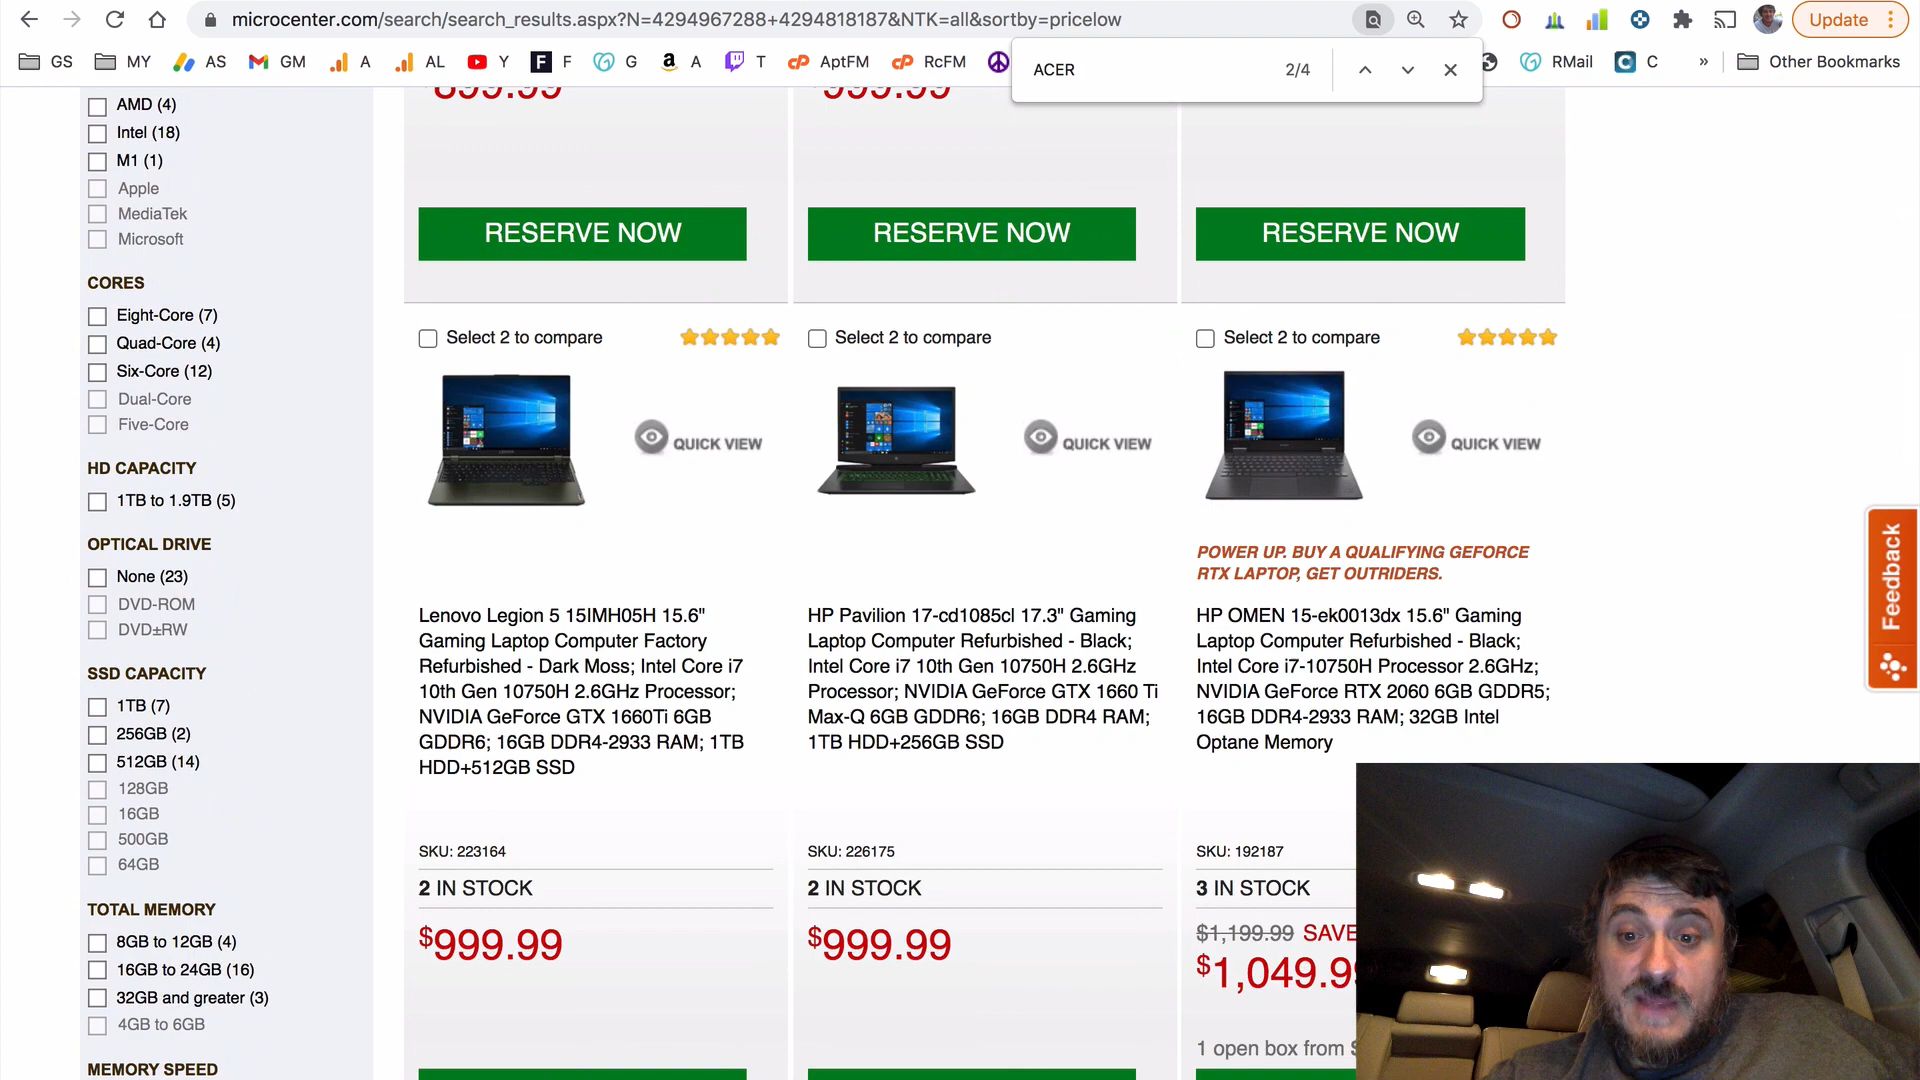 microcenter.com/search/search_results.aspx?N=4294967288+4294818187&NTK=all&sortby=pricelow
Update
GS
MY
AS
GM
A
AL
Y
F
F
G
a
A
T
cP
AptFM
cP
RcFM
RMail
C
C
»
Other Bookmarks
ACER
2/4
AMD (4)
Intel (18)
M1 (1)
Apple
MediaTek
Microsoft
CORES
Eight-Core (7)
Quad-Core (4)
Six-Core (12)
Dual-Core
Five-Core
HD CAPACITY
1TB to 1.9TB (5)
OPTICAL DRIVE
None (23)
DVD-ROM
DVD±RW
SSD CAPACITY
1TB (7)
256GB (2)
512GB (14)
128GB
16GB
500GB
64GB
TOTAL MEMORY
8GB to 12GB (4)
16GB to 24GB (16)
32GB and greater (3)
4GB to 6GB
MEMORY SPEED
899.99
999.99
RESERVE NOW
RESERVE NOW
RESERVE NOW
Select 2 to compare
QUICK VIEW
Lenovo Legion 5 15IMH05H 15.6"
Gaming Laptop Computer Factory
Refurbished - Dark Moss; Intel Core i7
10th Gen 10750H 2.6GHz Processor;
NVIDIA GeForce GTX 1660Ti 6GB
GDDR6; 16GB DDR4-2933 RAM; 1TB
HDD+512GB SSD
SKU: 223164
2 IN STOCK
$999.99
Select 2 to compare
QUICK VIEW
HP Pavilion 17-cd1085cl 17.3" Gaming
Laptop Computer Refurbished - Black;
Intel Core i7 10th Gen 10750H 2.6GHz
Processor; NVIDIA GeForce GTX 1660 Ti
Max-Q 6GB GDDR6; 16GB DDR4 RAM;
1TB HDD+256GB SSD
SKU: 226175
2 IN STOCK
$999.99
Select 2 to compare
QUICK VIEW
POWER UP. BUY A QUALIFYING GEFORCE
RTX LAPTOP, GET OUTRIDERS.
HP OMEN 15-ek0013dx 15.6" Gaming
Laptop Computer Refurbished - Black;
Intel Core i7-10750H Processor 2.6GHz;
NVIDIA GeForce RTX 2060 6GB GDDR5;
16GB DDR4-2933 RAM; 32GB Intel
Optane Memory
SKU: 192187
3 IN STOCK
$1,199.99 SAVE
$1,049.9
1 open box from
Feedback